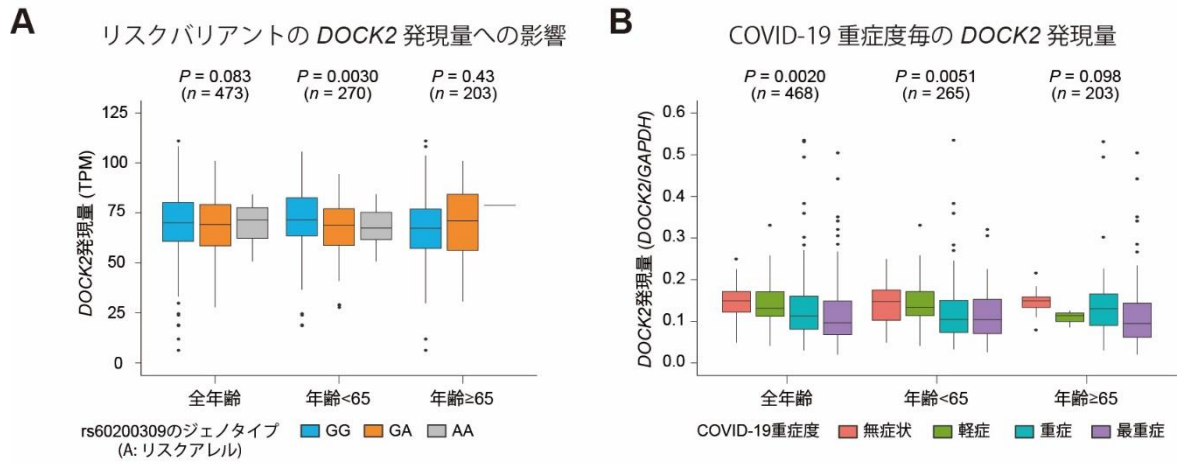 A
リスクバリアントの DOCK2 発現量への影響
P = 0.083
(n = 473)
P = 0.0030
(n = 270)
P = 0.43
(n = 203)
DOCK2発現量 (TPM)
125
100
75
50
25
0
全年齢
年齢<65
年齢≥65
rs60200309のジェノタイプ
(A: リスクアレル)
GG
GA
AA
B
COVID-19 重症度毎の DOCK2 発現量
P = 0.0020
(n = 468)
P = 0.0051
(n = 265)
P = 0.098
(n = 203)
DOCK2発現量 (DOCK2/GAPDH)
0.6
0.5
0.4
0.3
0.2
0.1
0.0
全年齢
年齢<65
年齢≥65
COVID-19重症度
無症状
軽症
重症
最重症